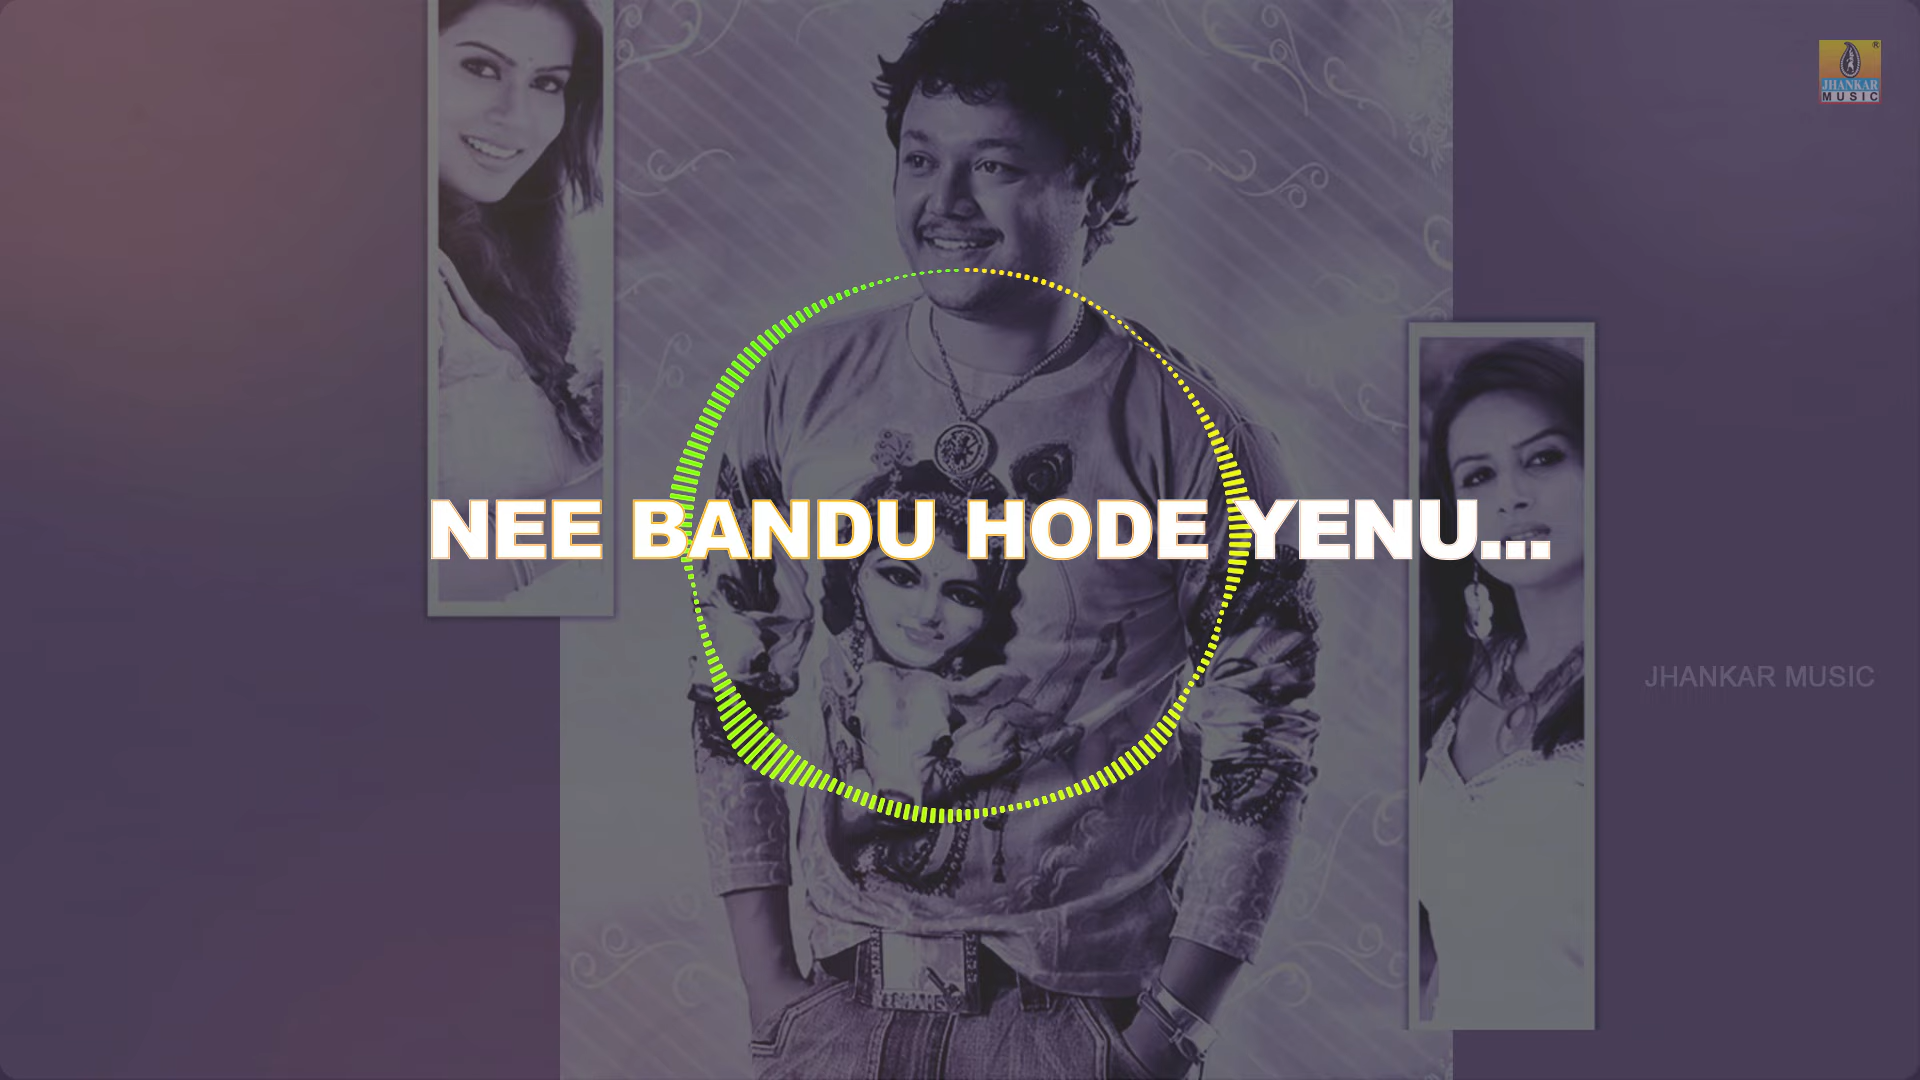 ®
JHANKAR
MUSIC
NEE BANDU HODE YENU...
JHANKAR MUSIC